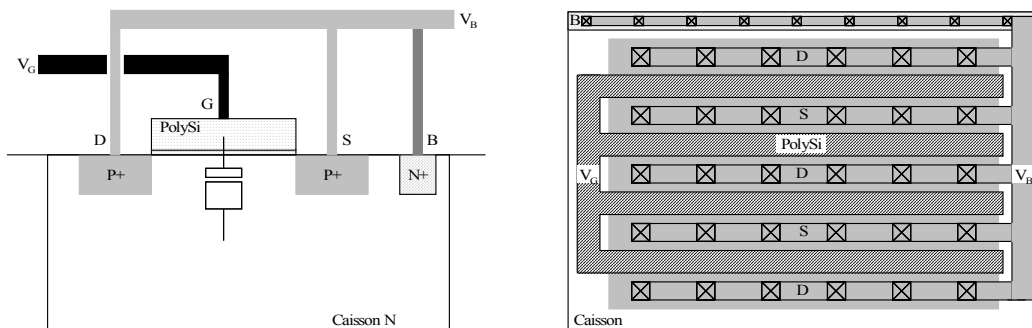 V_B
V_G
G
PolySi
D
S
B
P+
P+
N+
Caisson N
B
D
S
PolySi
V_G
D
V_B
S
D
Caisson